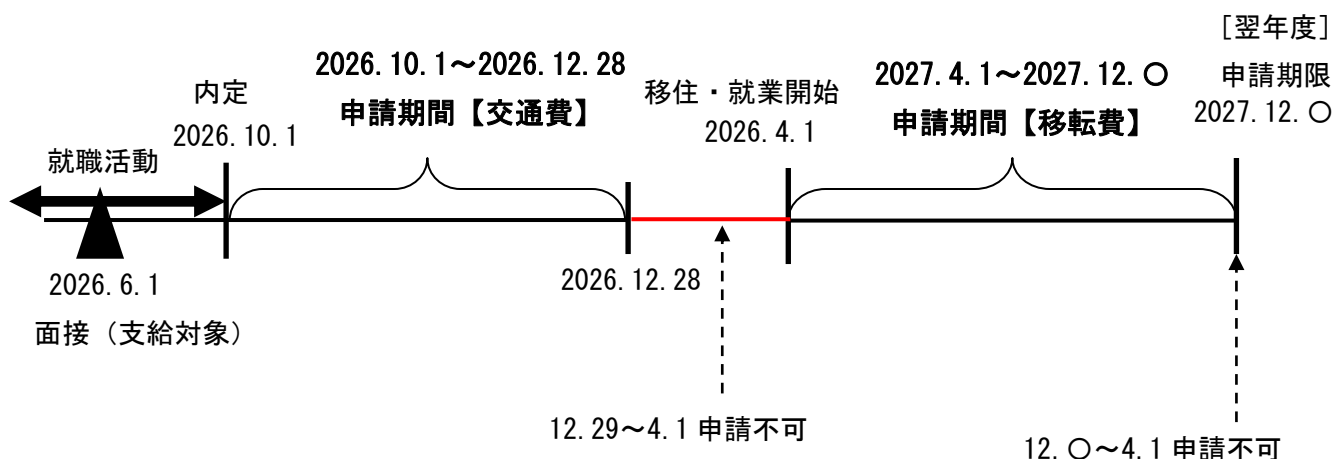 [翌年度]
申請期限
2027.12.〇
2026.10.1～2026.12.28
申請期間【交通費】
2027.4.1～2027.12.〇
申請期間【移転費】
内定
2026.10.1
移住・就業開始
2026.4.1
就職活動
2026.6.1
面接（支給対象）
2026.12.28
12.29～4.1 申請不可
12.〇～4.1 申請不可